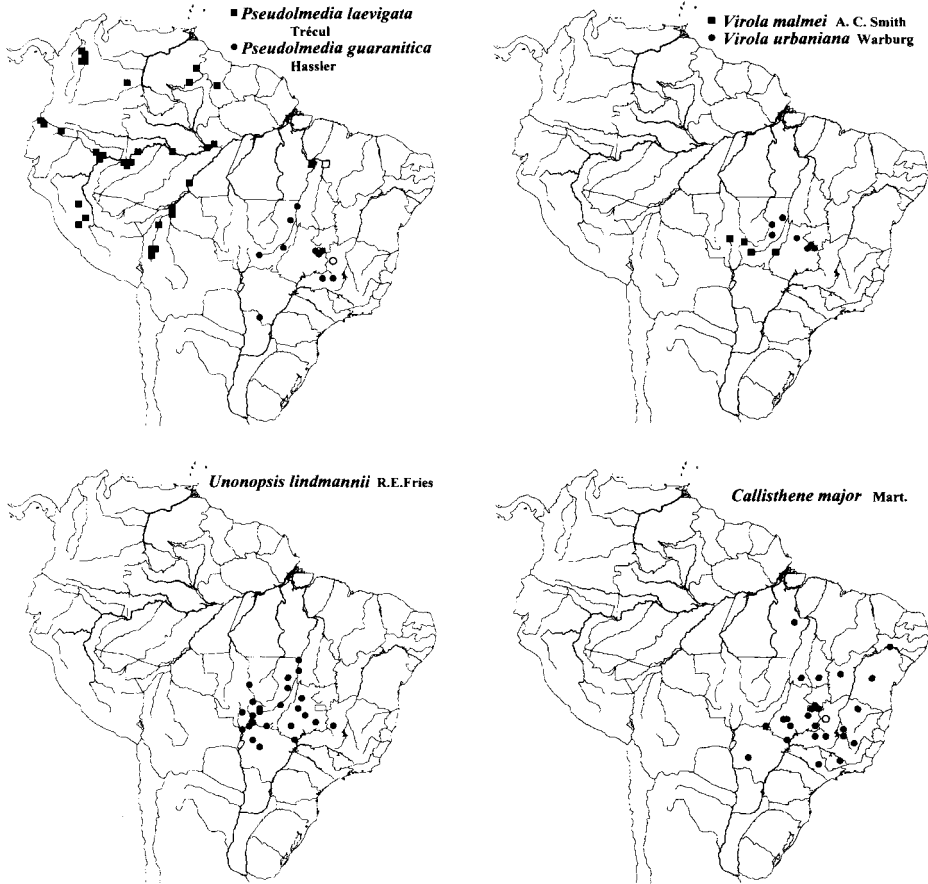 Pseudolmedia laevigata
Trécul
Pseudolmedia guaranitica
Hassler
Virola malmei A. C. Smith
Virola urbaniana Warburg
Unonopsis lindmannii R.E.Fries
Callisthene major Mart.